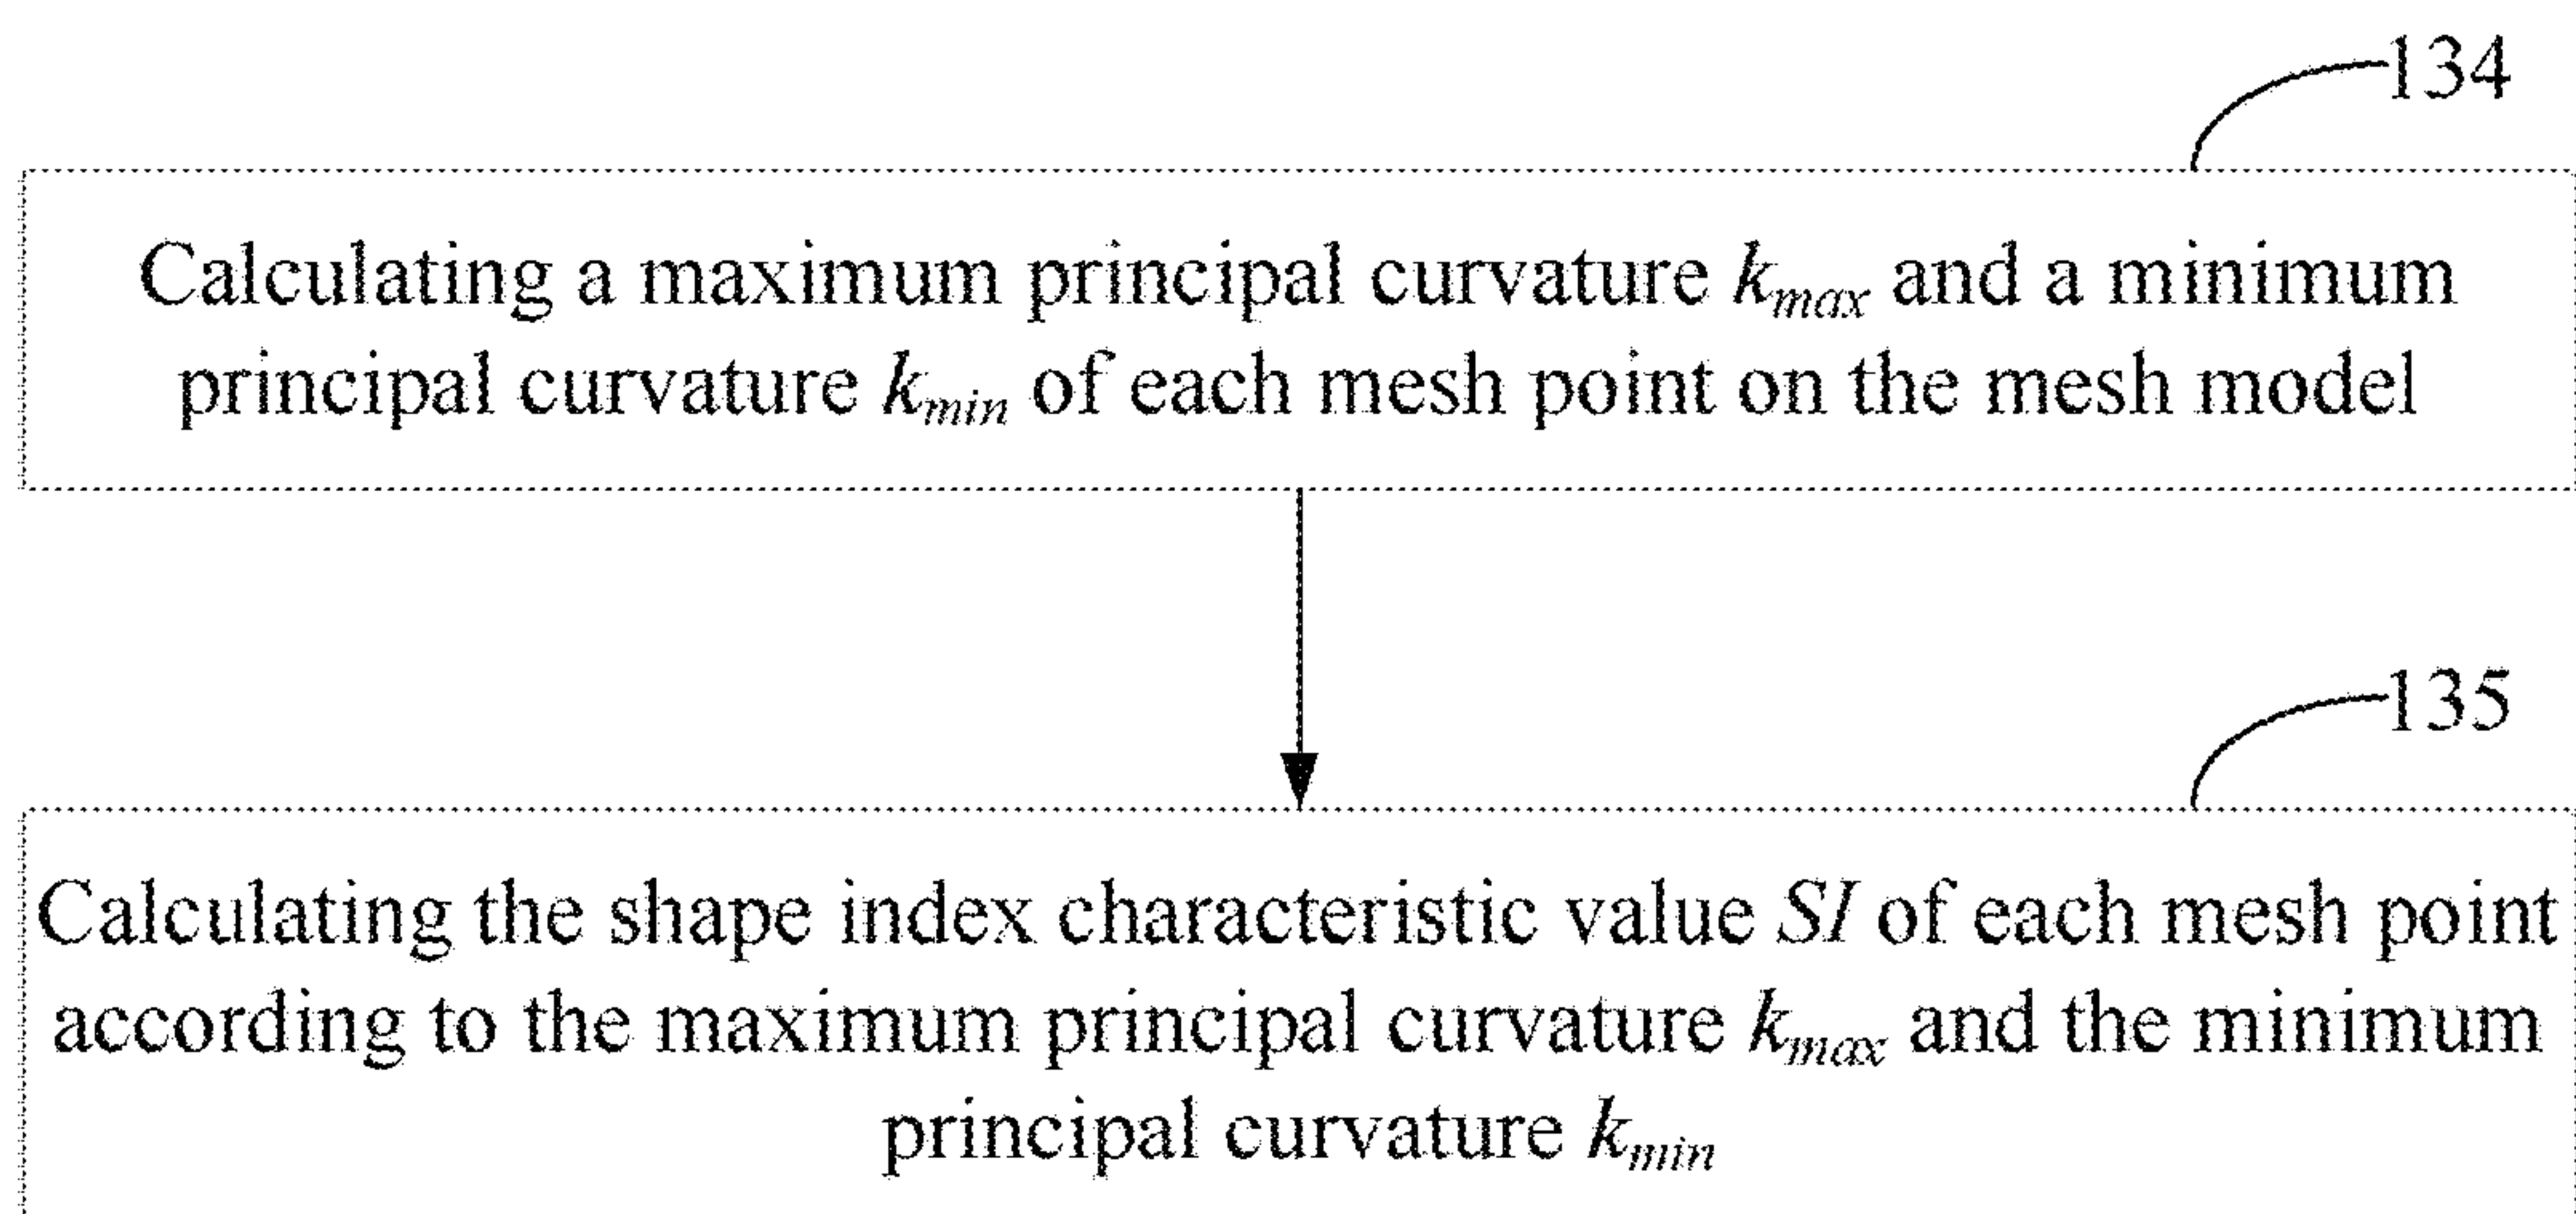 134
Calculating a maximum principal curvature kmax and a minimum
principal curvature kmin of each mesh point on the mesh model
135
Calculating the shape index characteristic value SI of each mesh point
according to the maximum principal curvature kmax and the minimum
principal curvature kmin